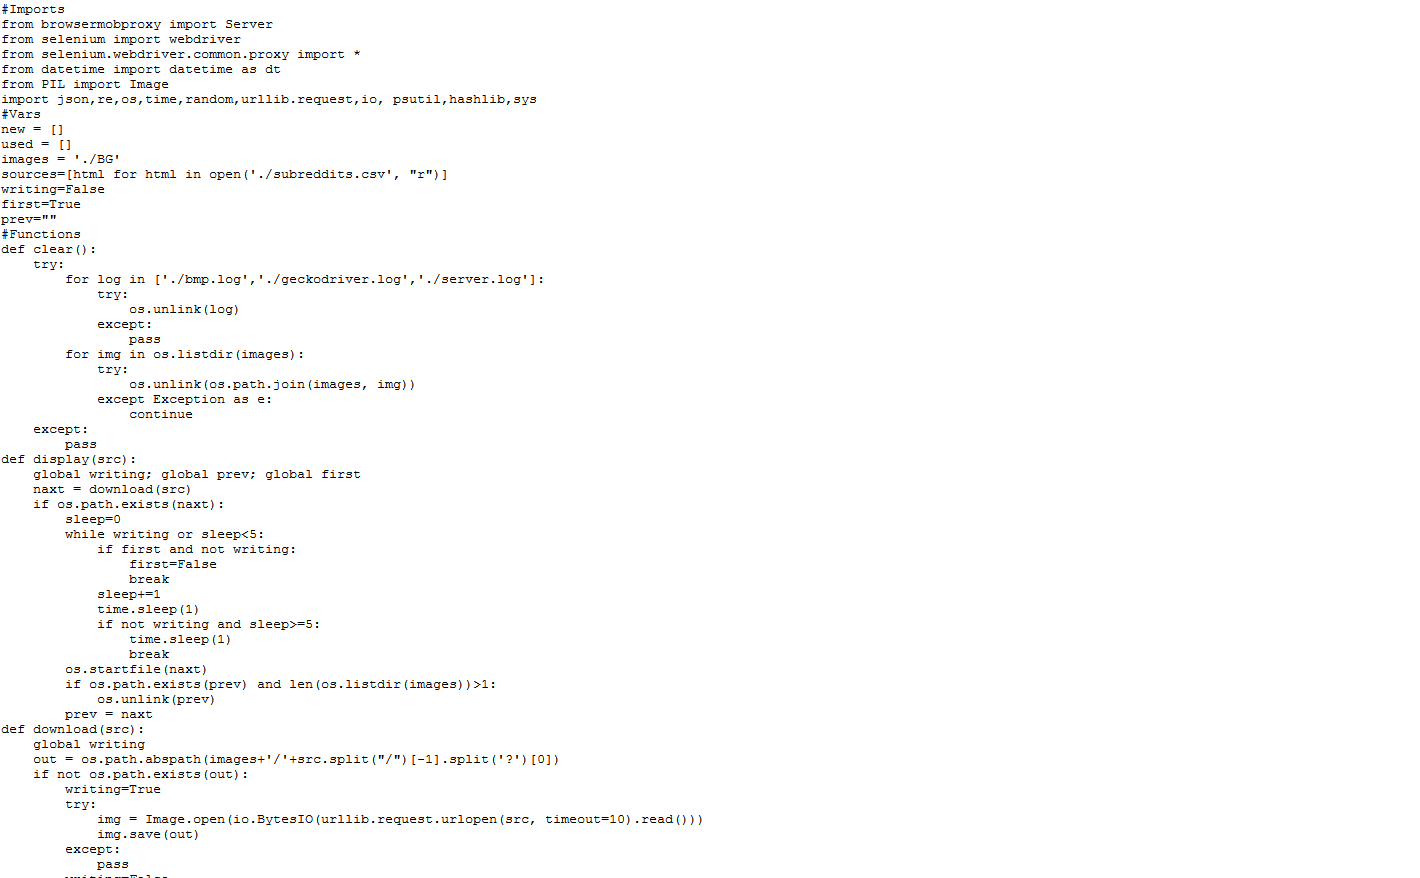 #Imports
from browsermobproxy import Server
from selenium import webdriver
from selenium.webdriver.common.proxy import *
from datetime import datetime as dt
from PIL import Image
import json,re,os,time,random,urllib.request,io, psutil,hashlib,sys
#Vars
new = []
used = []
images = './BG'
sources=[html for html in open('./subreddits.csv', "r")]
writing=False
first=True
prev=""
#Functions
def clear():
    try:
        for log in ['./bmp.log','./geckodriver.log','./server.log']:
            try:
                os.unlink(log)
            except:
                pass
        for img in os.listdir(images):
            try:
                os.unlink(os.path.join(images, img))
            except Exception as e:
                continue
    except:
        pass
def display(src):
    global writing; global prev; global first
    naxt = download(src)
    if os.path.exists(naxt):
        sleep=0
        while writing or sleep<5:
            if first and not writing:
                first=False
                break
            sleep+=1
            time.sleep(1)
            if not writing and sleep>=5:
                time.sleep(1)
                break
        os.startfile(naxt)
        if os.path.exists(prev) and len(os.listdir(images))>1:
            os.unlink(prev)
        prev = naxt
def download(src):
    global writing
    out = os.path.abspath(images+'/'+src.split("/")[-1].split('?')[0])
    if not os.path.exists(out):
        writing=True
        try:
            img = Image.open(io.BytesIO(urllib.request.urlopen(src, timeout=10).read()))
            img.save(out)
        except:
            pass
        writing=False